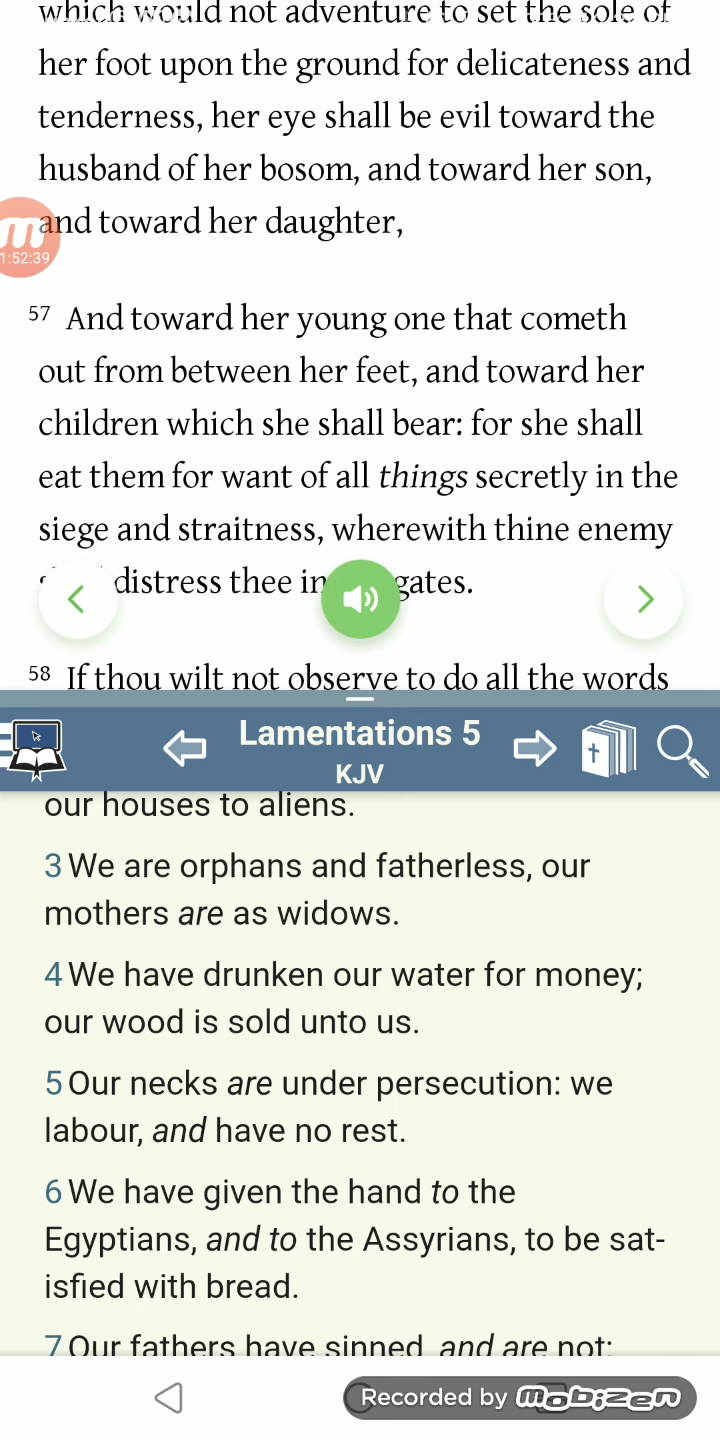 which would not adventure to set the sole of
her foot upon the ground for delicateness and
tenderness, her eye shall be evil toward the
husband of her bosom, and toward her son,
and toward her daughter,
1:52:39
57 And toward her young one that cometh
out from between her feet, and toward her
children which she shall bear: for she shall
eat them for want of all things secretly in the
siege and straitness, wherewith thine enemy
distress thee in gates.
58 If thou wilt not observe to do all the words
Lamentations 5
KJV
our houses to aliens.
3 We are orphans and fatherless, our
mothers are as widows.
4 We have drunken our water for money;
our wood is sold unto us.
5 Our necks are under persecution: we
labour, and have no rest.
6 We have given the hand to the
Egyptians, and to the Assyrians, to be sat-
isfied with bread.
7 Our fathers have sinned, and are not;
Recorded by mobizen